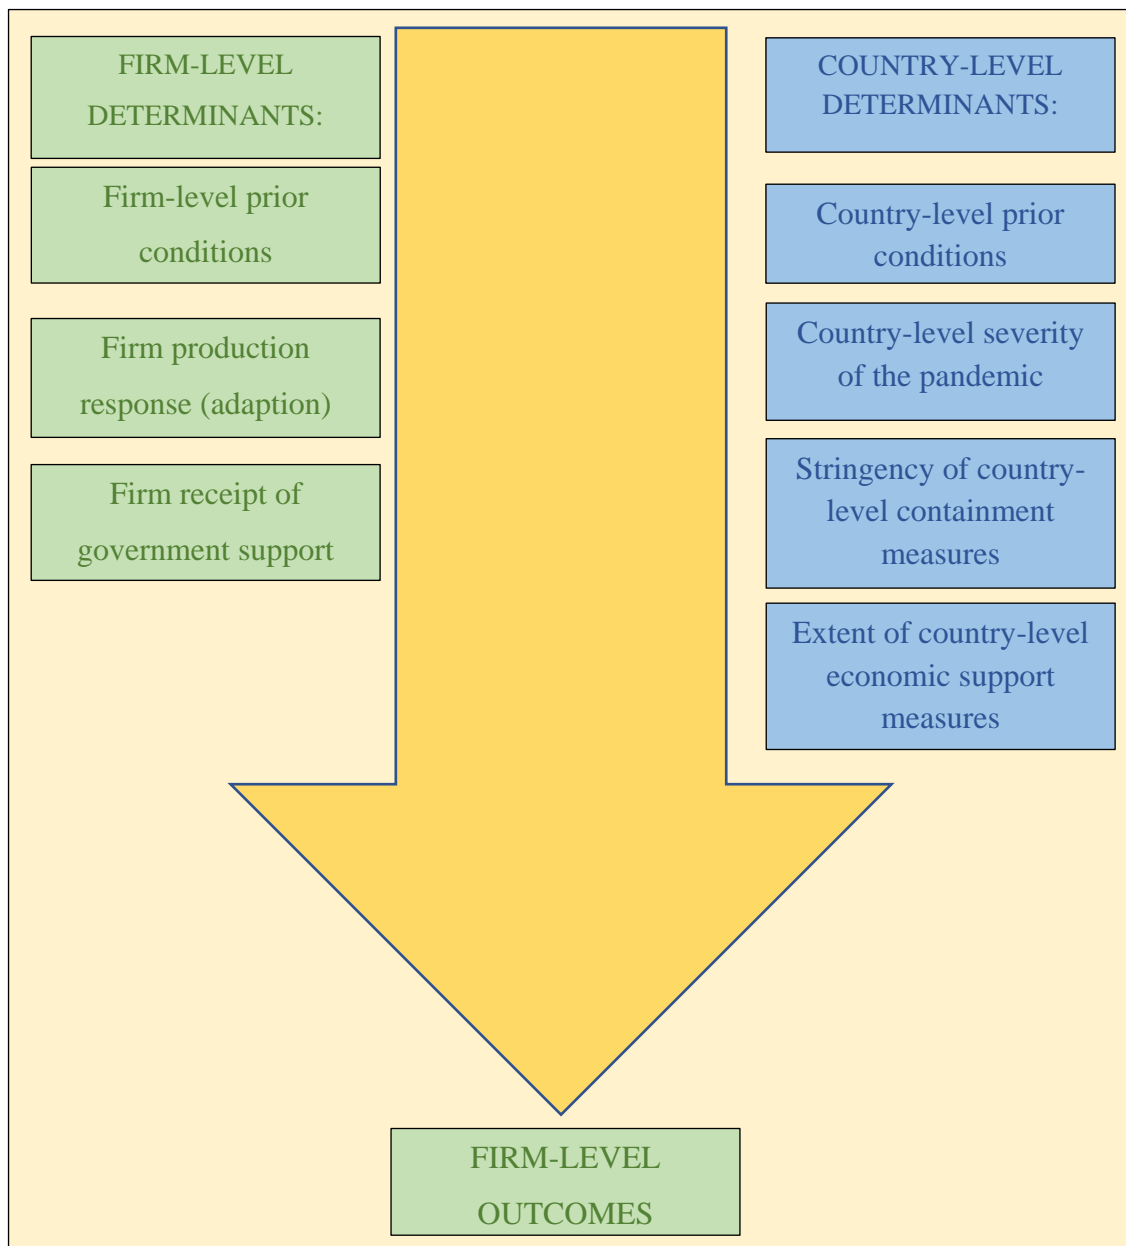 FIRM-LEVEL
DETERMINANTS:
Firm-level prior
conditions
Firm production
response (adaption)
Firm receipt of
government support
COUNTRY-LEVEL
DETERMINANTS:
Country-level prior
conditions
Country-level severity
of the pandemic
Stringency of country-
level containment
measures
Extent of country-level
economic support
measures
FIRM-LEVEL
OUTCOMES